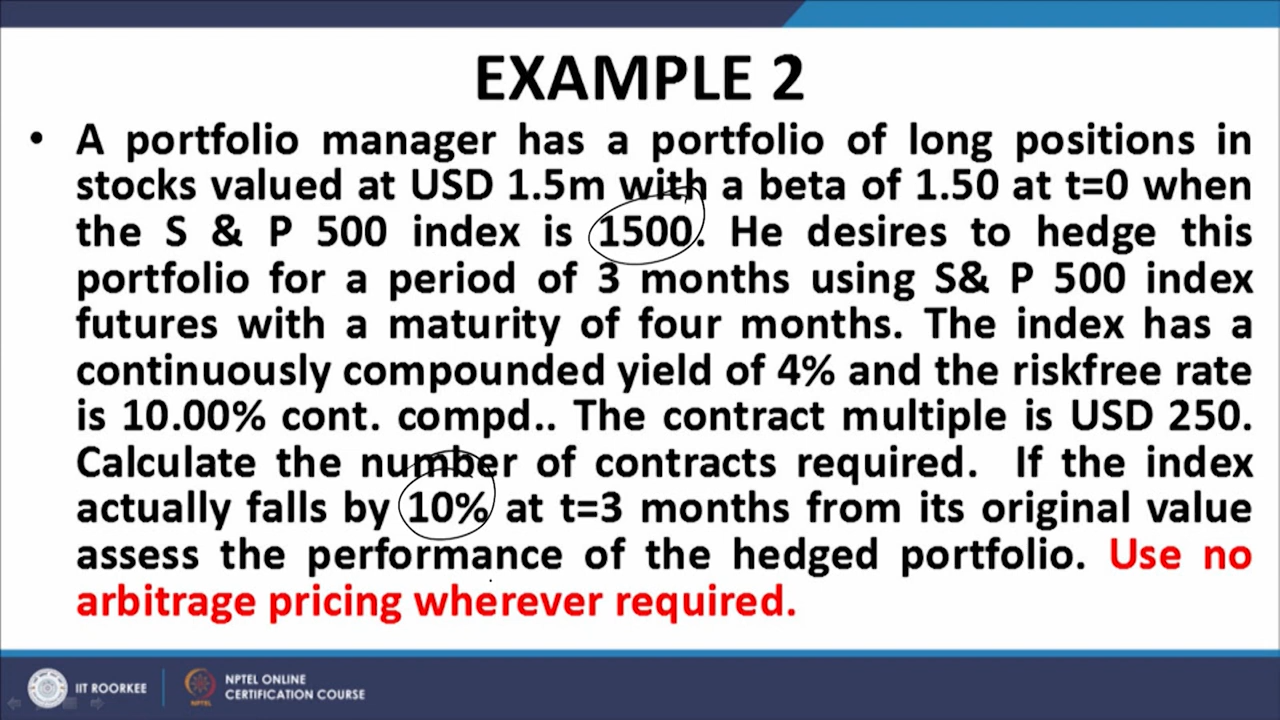 EXAMPLE 2
• A portfolio manager has a portfolio of long positions in
stocks valued at USD 1.5m with a beta of 1.50 at t=0 when
the S & P 500 index is 1500. He desires to hedge this
portfolio for a period of 3 months using S& P 500 index
futures with a maturity of four months. The index has a
continuously compounded yield of 4% and the riskfree rate
is 10.00% cont. compd.. The contract multiple is USD 250.
Calculate the number of contracts required. If the index
actually falls by 10% at t=3 months from its original value
assess the performance of the hedged portfolio. Use no
arbitrage pricing wherever required.
IIT ROORKEE
NPTEL
NPTEL ONLINE
CERTIFICATION COURSE